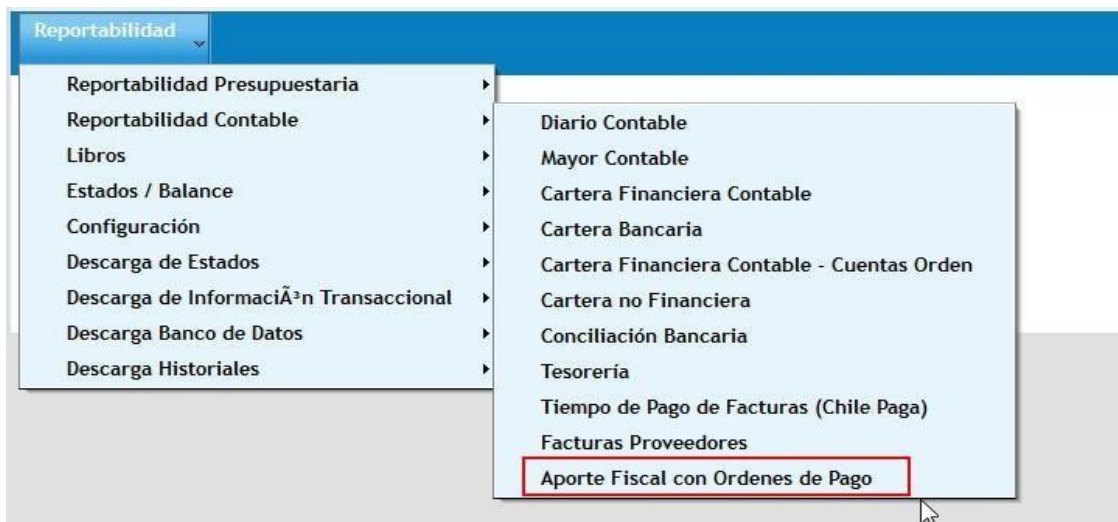 Reportabilidad
Reportabilidad Presupuestaria
Reportabilidad Contable
Libros
Estados / Balance
Configuración
Descarga de Estados
Descarga de InformaciÃ³n Transaccional
Descarga Banco de Datos
Descarga Historiales
Diario Contable
Mayor Contable
Cartera Financiera Contable
Cartera Bancaria
Cartera Financiera Contable - Cuentas Orden
Cartera no Financiera
Conciliación Bancaria
Tesorería
Tiempo de Pago de Facturas (Chile Paga)
Facturas Proveedores
Aporte Fiscal con Ordenes de Pago